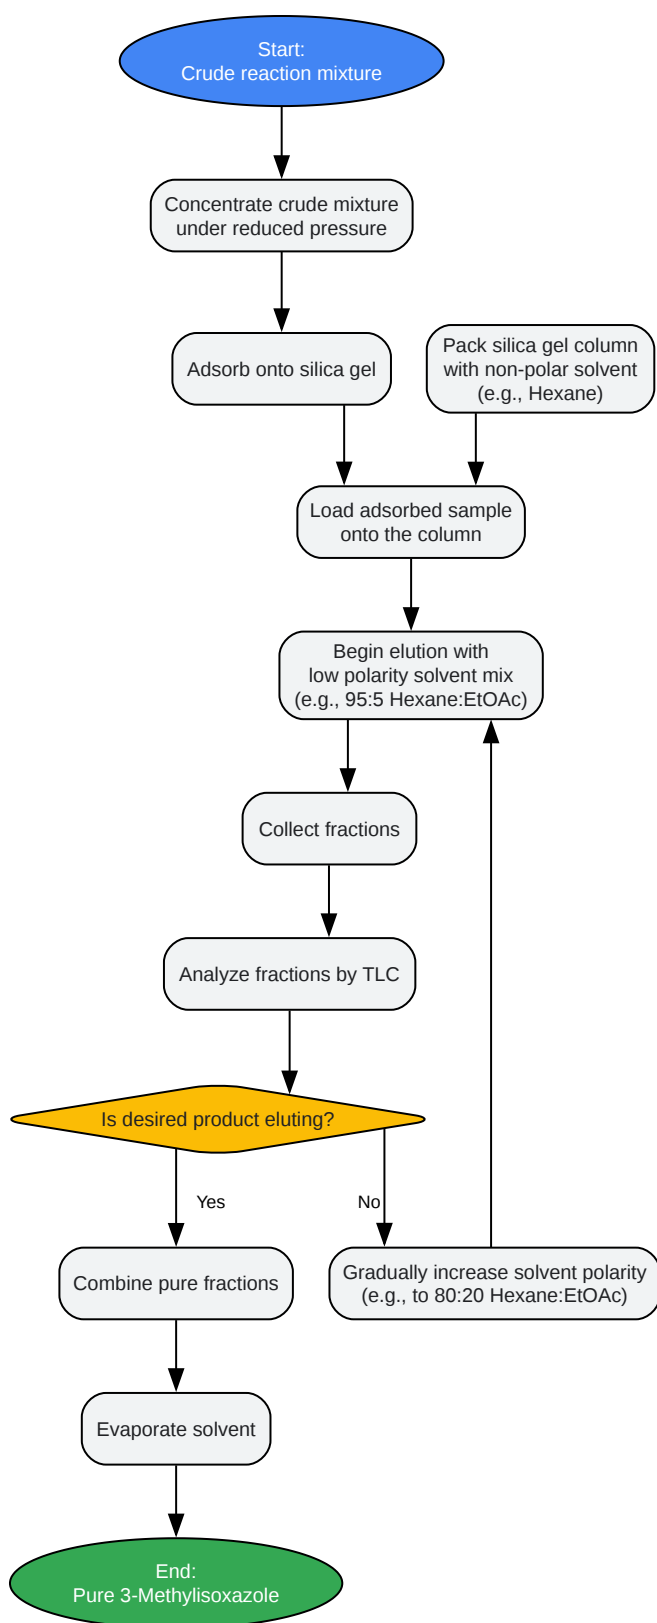 Start:
Crude reaction mixture
Concentrate crude mixture
under reduced pressure
Adsorb onto silica gel
Pack silica gel column
with non-polar solvent
(e.g., Hexane)
Load adsorbed sample
onto the column
Begin elution with
low polarity solvent mix
(e.g., 95:5 Hexane:EtOAc)
Collect fractions
Analyze fractions by TLC
Is desired product eluting?
Yes
No
Combine pure fractions
Gradually increase solvent polarity
(e.g., to 80:20 Hexane:EtOAc)
Evaporate solvent
End:
Pure 3-Methylisoxazole